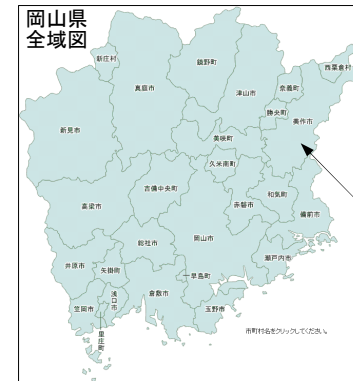 岡山県
全域図
新庄村
鏡野町
西粟倉村
真庭市
津山市
奈義町
勝央町
美作市
新見市
美咲町
久米南町
吉備中央町
和気町
高梁市
赤磐市
備前市
総社市
岡山市
瀬戸内市
井原市
矢掛町
早島町
倉敷市
浅口市
笠岡市
玉野市
里庄町
市町村名をクリックしてください。